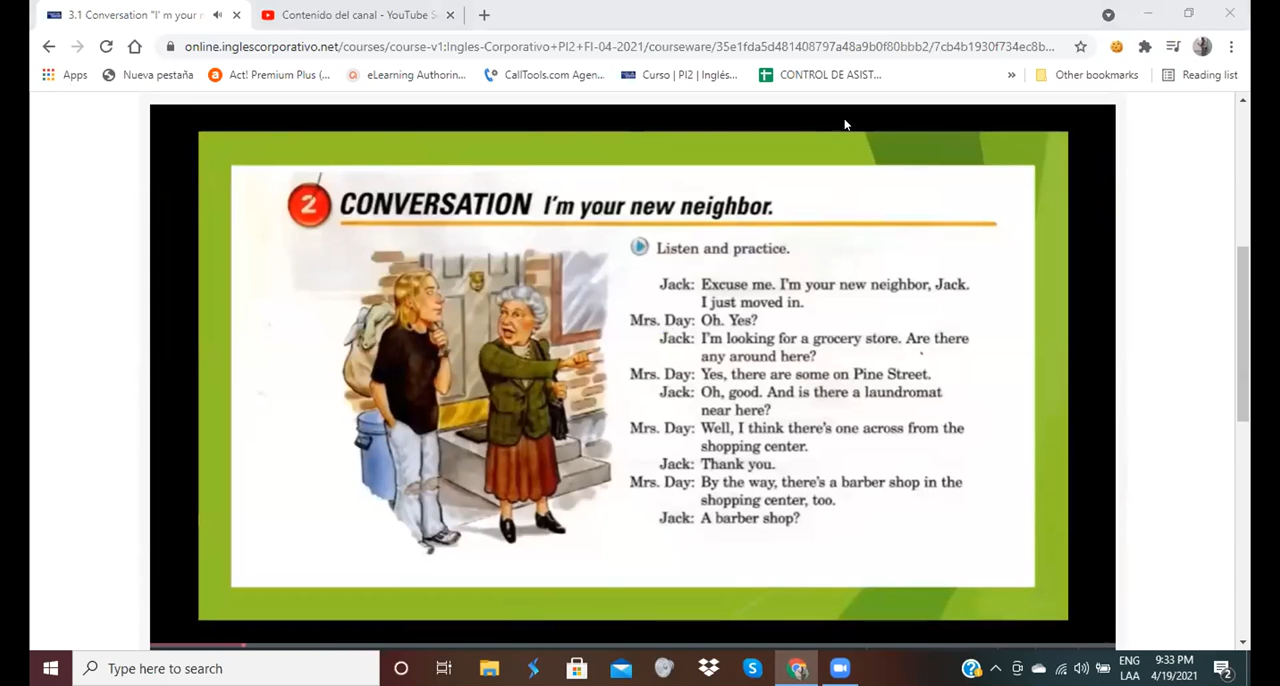 3.1 Conversation "I' m your n
Contenido del canal - YouTube S
online.inglescorporativo.net/courses/course-v1:Ingles-Corporativo+PI2+FI-04-2021/courseware/35e1fda5d481408797a48a9b0f80bbb2/7cb4b1930f734ec8b...
Apps
Nueva pestaña
Act! Premium Plus (...
eLearning Authorin...
CallTools.com Agen...
Curso | PI2 | Inglés...
CONTROL DE ASIST...
»
Other bookmarks
Reading list
2 CONVERSATION I'm your new neighbor.
Listen and practice.
Jack: Excuse me. I'm your new neighbor, Jack.
I just moved in.
Mrs. Day: Oh. Yes?
Jack: I'm looking for a grocery store. Are there
any around here?
Mrs. Day: Yes, there are some on Pine Street.
Jack: Oh, good. And is there a laundromat
near here?
Mrs. Day: Well, I think there's one across from the
shopping center.
Jack: Thank you.
Mrs. Day: By the way, there's a barber shop in the
shopping center, too.
Jack: A barber shop?
Type here to search
ENG
LAA
9:33 PM
4/19/2021
2